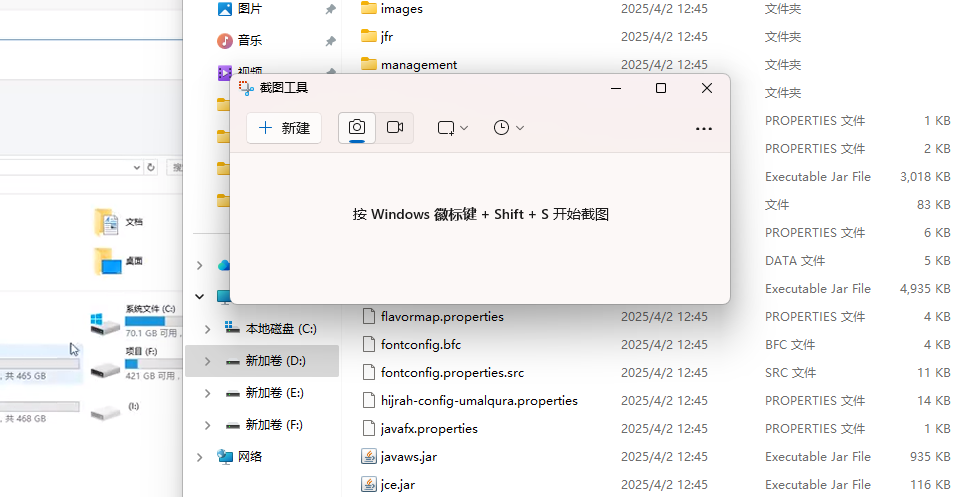 图片
音乐
视频
搜
文档
桌面
系统文件 (C:)
70.1 GB 可用，
项目 (F:)
, 共 465 GB
421 GB 可用，
(I:)
, 共 468 GB
本地磁盘 (C:)
新加卷 (D:)
新加卷 (E:)
新加卷 (F:)
网络
截图工具
新建
按 Windows 徽标键 + Shift + S 开始截图
images 2025/4/2 12:45 文件夹
jfr 2025/4/2 12:45 文件夹
management 2025/4/2 12:45 文件夹
文件夹
PROPERTIES 文件 1 KB
PROPERTIES 文件 2 KB
Executable Jar File 3,018 KB
文件 83 KB
PROPERTIES 文件 6 KB
DATA 文件 5 KB
Executable Jar File 4,935 KB
flavormap.properties 2025/4/2 12:45 PROPERTIES 文件 4 KB
fontconfig.bfc 2025/4/2 12:45 BFC 文件 4 KB
fontconfig.properties.src 2025/4/2 12:45 SRC 文件 11 KB
hijrah-config-umalqura.properties 2025/4/2 12:45 PROPERTIES 文件 14 KB
javafx.properties 2025/4/2 12:45 PROPERTIES 文件 1 KB
javaws.jar 2025/4/2 12:45 Executable Jar File 935 KB
jce.jar 2025/4/2 12:45 Executable Jar File 116 KB